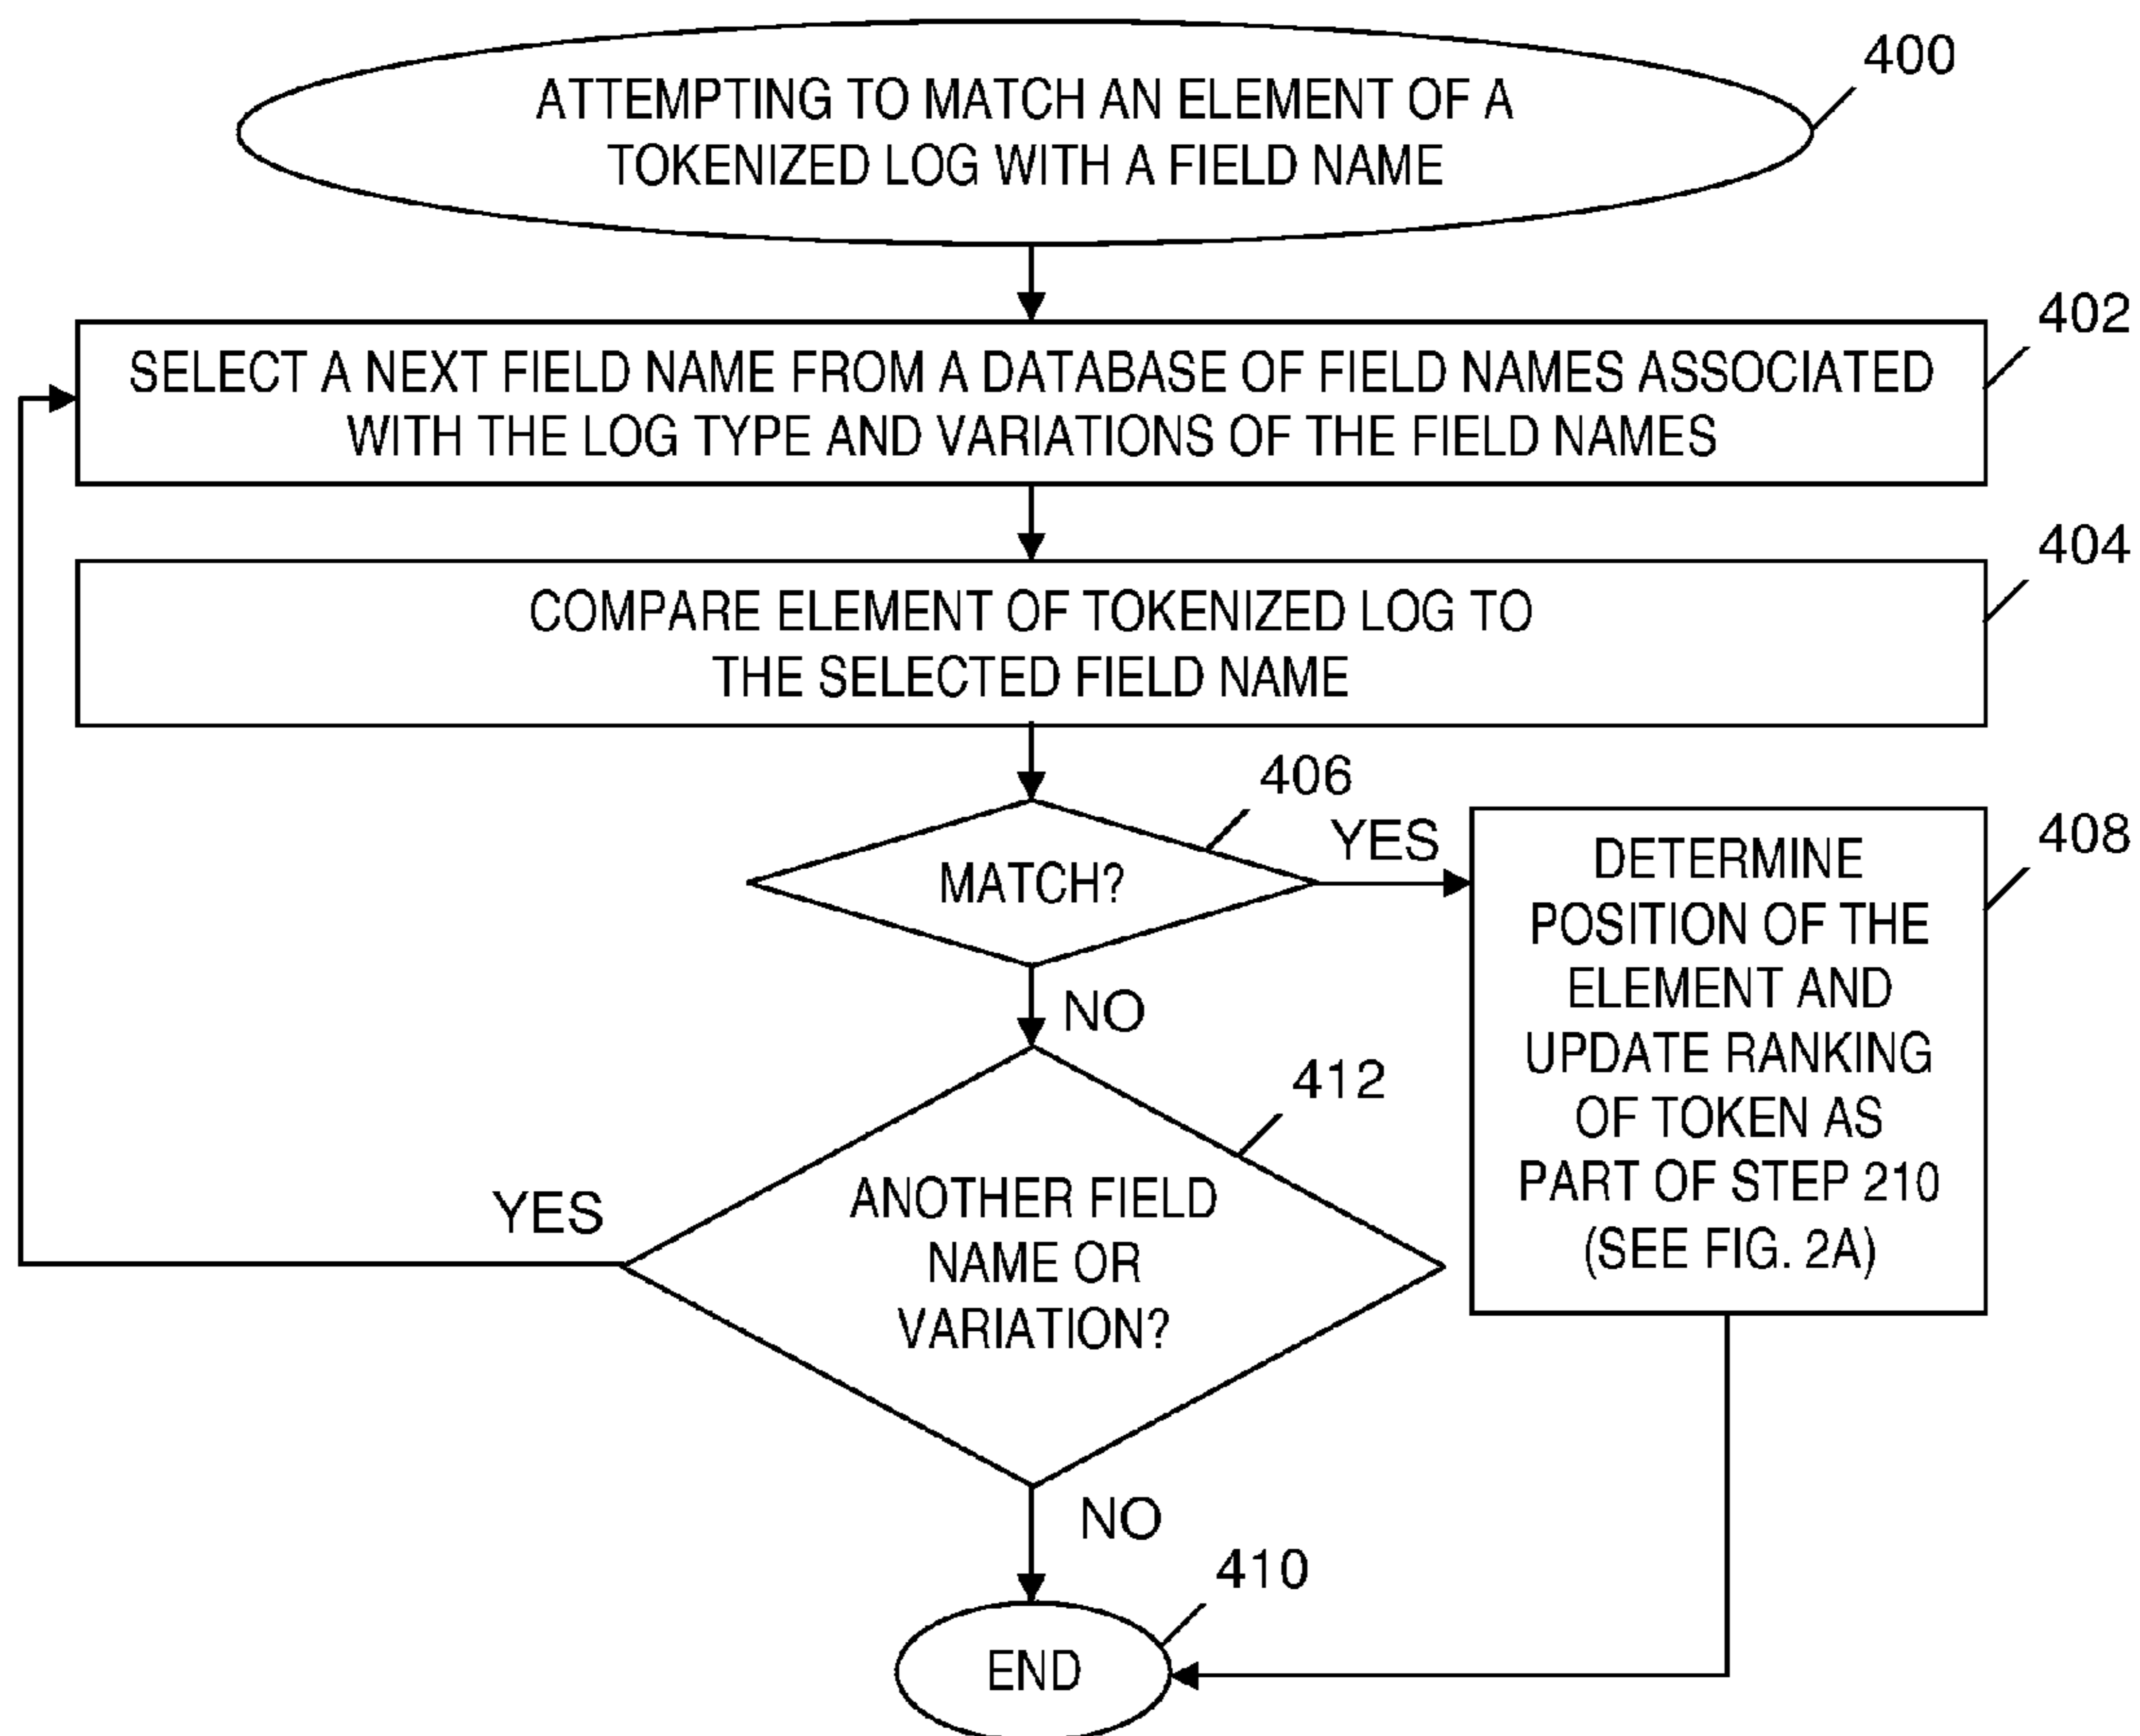 400
ATTEMPTING TO MATCH AN ELEMENT OF A
TOKENIZED LOG WITH A FIELD NAME
402
SELECT A NEXT FIELD NAME FROM A DATABASE OF FIELD NAMES ASSOCIATED
WITH THE LOG TYPE AND VARIATIONS OF THE FIELD NAMES
404
COMPARE ELEMENT OF TOKENIZED LOG TO
THE SELECTED FIELD NAME
406
MATCH?
YES
408
DETERMINE
POSITION OF THE
ELEMENT AND
UPDATE RANKING
OF TOKEN AS
PART OF STEP 210
(SEE FIG. 2A)
NO
412
ANOTHER FIELD
NAME OR
VARIATION?
YES
NO
410
END